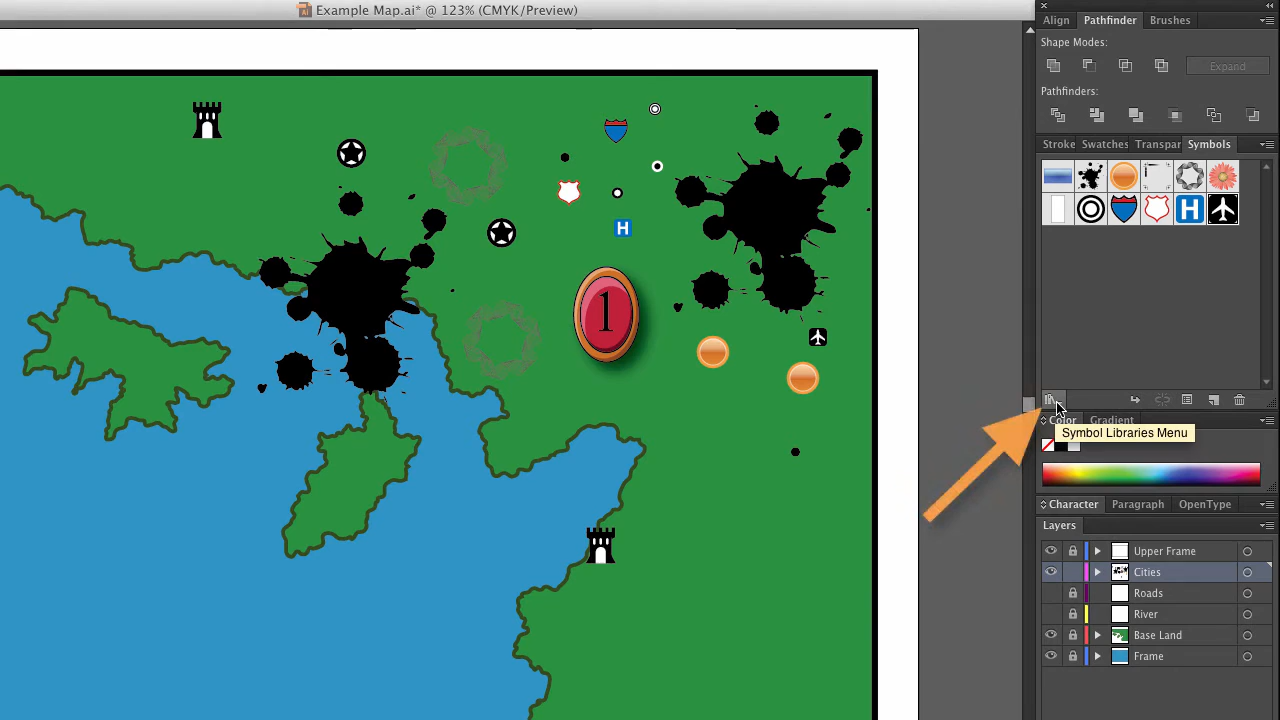 Example Map.ai* @ 123% (CMYK/Preview)
Align Pathfinder Brushes
Shape Modes:
Expand
Pathfinders:
Stroke Swatches Transpar Symbols
H
H
1
Color Gradient
Symbol Libraries Menu
Character Paragraph OpenType
Layers
Upper Frame
Cities
Roads
River
Base Land
Frame